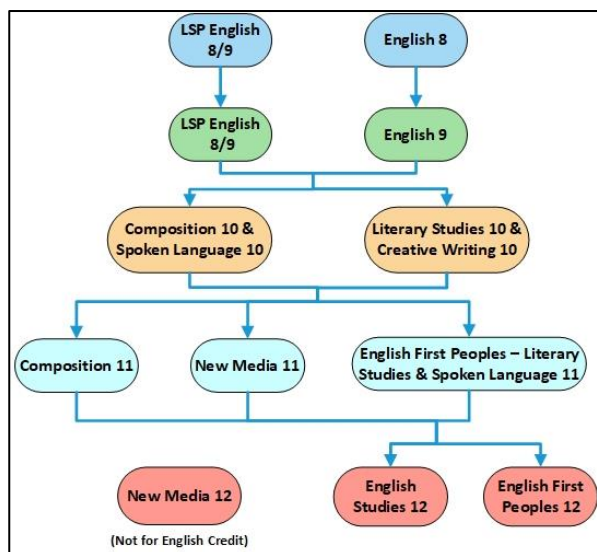 LSP English
8/9
English 8
LSP English
8/9
English 9
Composition 10 &
Spoken Language 10
Literary Studies 10 &
Creative Writing 10
Composition 11
New Media 11
English First Peoples – Literary
Studies & Spoken Language 11
New Media 12
(Not for English Credit)
English
Studies 12
English First
Peoples 12